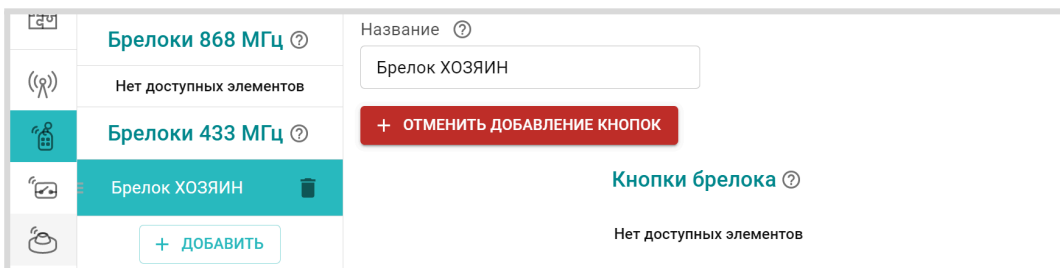 Брелоки 868 МГц
Нет доступных элементов
Брелоки 433 МГц
Брелок ХОЗЯИН
+ ДОБАВИТЬ
Название
Брелок ХОЗЯИН
+ ОТМЕНИТЬ ДОБАВЛЕНИЕ КНОПОК
Кнопки брелока
Нет доступных элементов